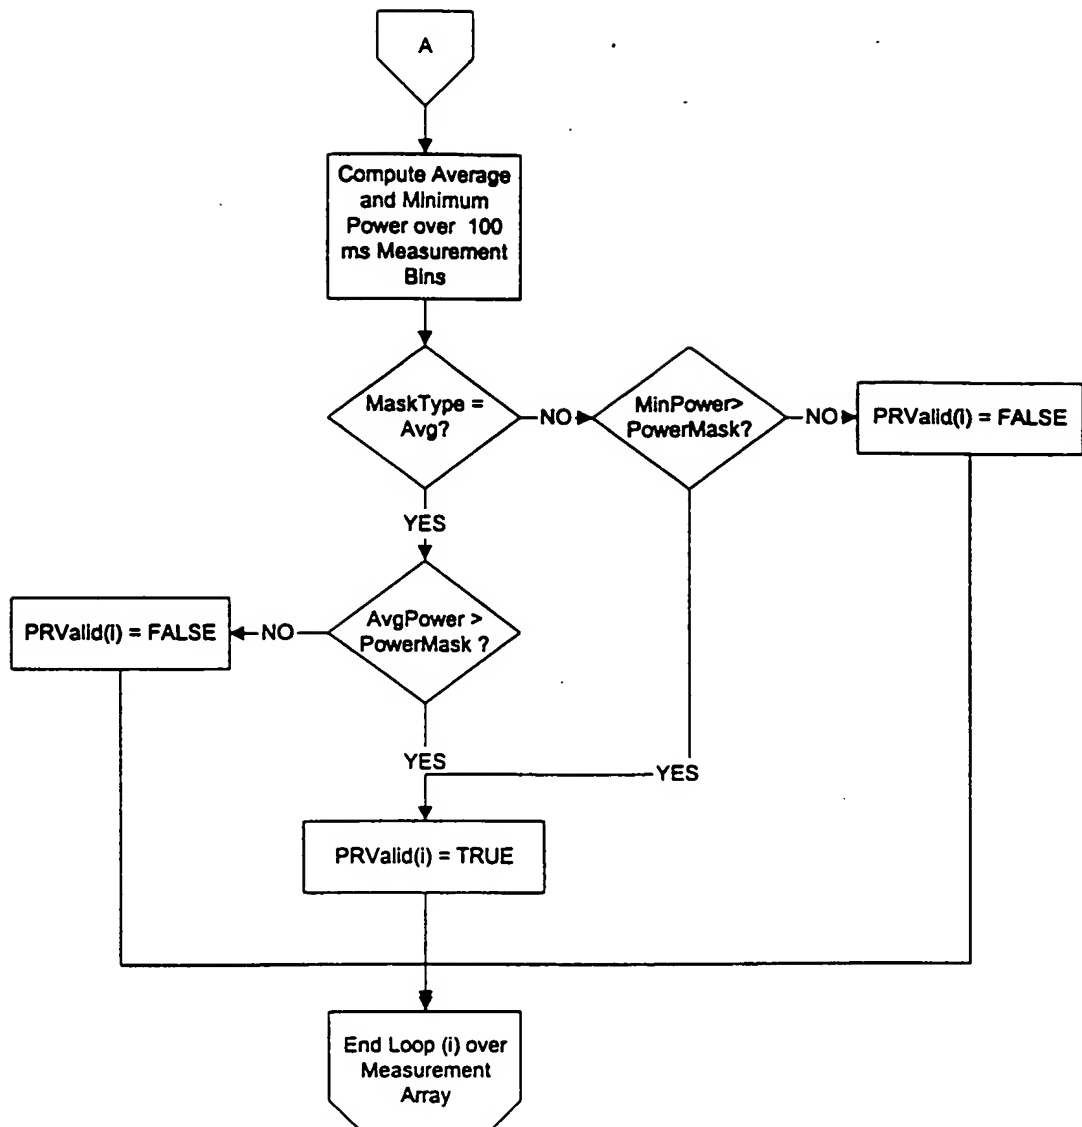 A
Compute Average
and Minimum
Power over 100
ms Measurement
Bins
MaskType =
Avg?
NO
MinPower>
PowerMask?
NO
PRValid(i) = FALSE
YES
PRValid(i) = FALSE
NO
AvgPower >
PowerMask ?
YES
YES
PRValid(i) = TRUE
End Loop (i) over
Measurement
Array